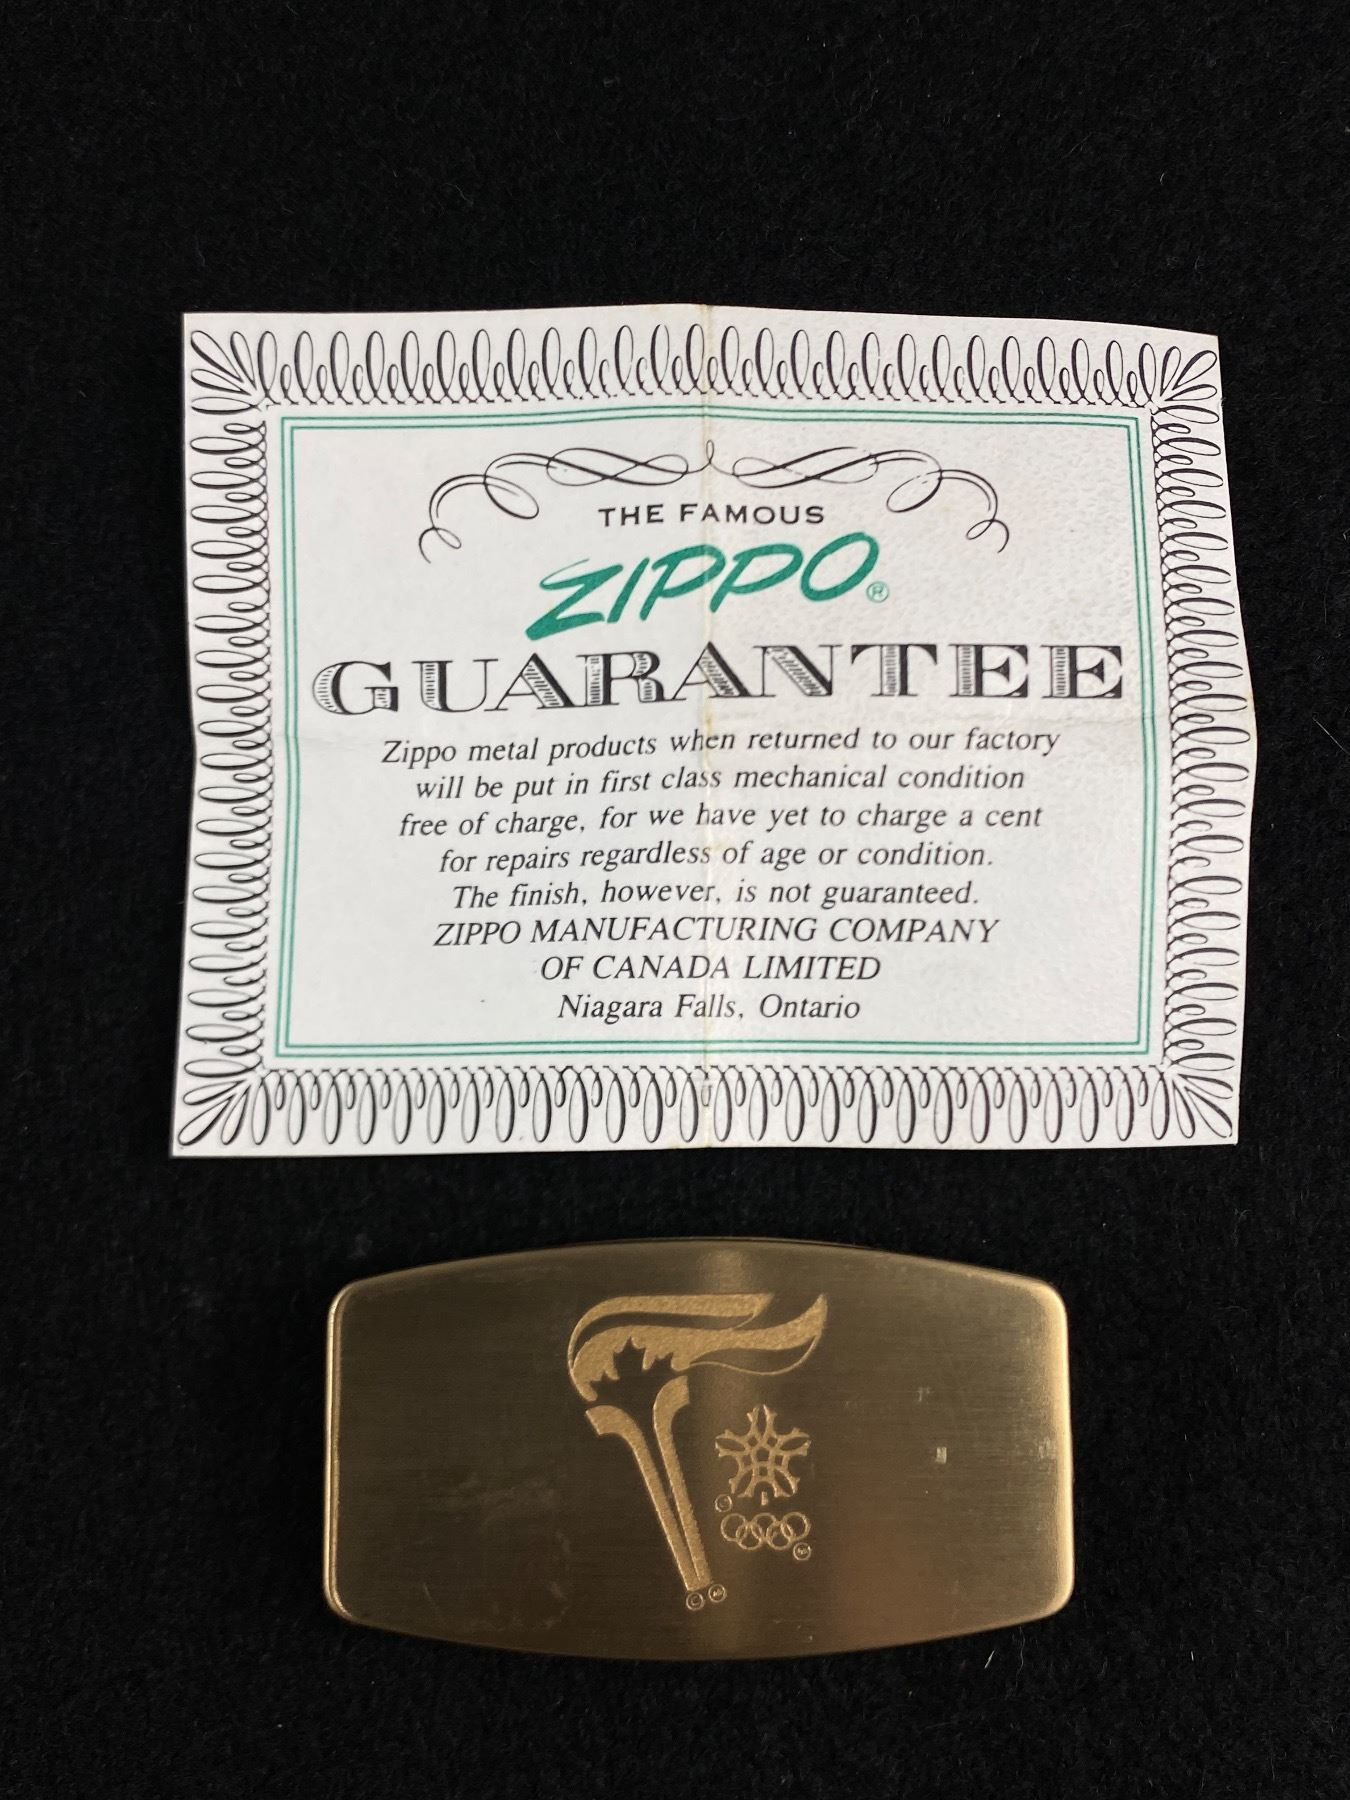 THE FAMOUS
ZIPPO®
GUARANTEE
Zippo metal products when returned to our factory
will be put in first class mechanical condition
free of charge, for we have yet to charge a cent
for repairs regardless of age or condition.
The finish, however, is not guaranteed.
ZIPPO MANUFACTURING COMPANY
OF CANADA LIMITED
Niagara Falls, Ontario
©
©